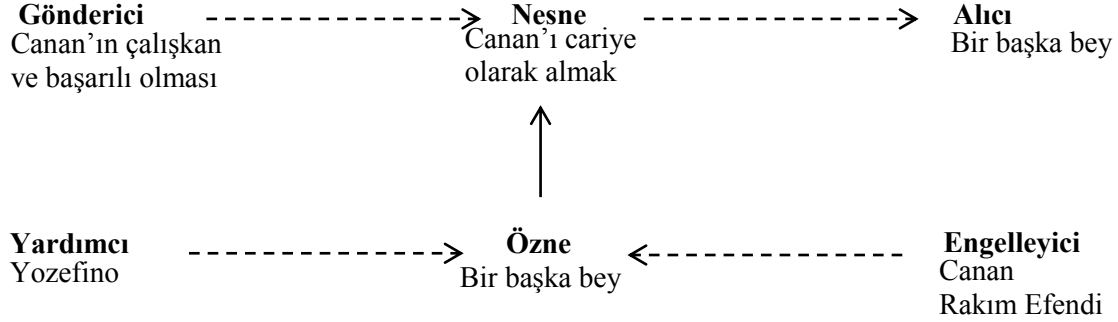 Gönderici
Canan’ın çalışkan
ve başarılı olması
Nesne
Canan’ı cariye
olarak almak
Alıcı
Bir başka bey
Yardımcı
Yozefino
Özne
Bir başka bey
Engelleyici
Canan
Rakım Efendi